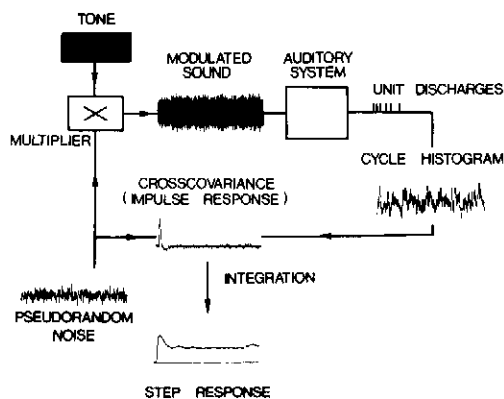 TONE
MODULATED
SOUND
AUDITORY
SYSTEM
UNIT DISCHARGES
MULTIPLIER
CYCLE HISTOGRAM
CROSSCOVARIANCE
(IMPULSE RESPONSE)
INTEGRATION
PSEUDORANDOM
NOISE
STEP RESPONSE